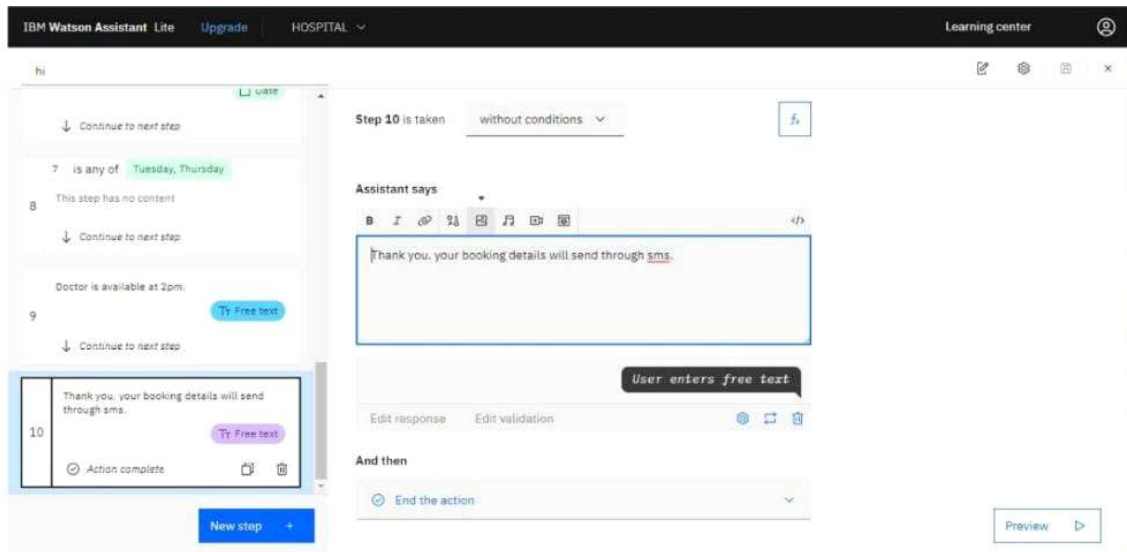 IBM Watson Assistant Lite Upgrade HOSPITAL Learning center
hi
Date
Continue to next step
7 is any of Tuesday, Thursday
8 This step has no content
Continue to next step
Doctor is available at 2pm.
9 Tт Free text
Continue to next step
Thank you. your booking details will send
through sms.
10 Tт Free text
Action complete
New step +
Step 10 is taken without conditions fx
Assistant says
B I </>
Thank you. your booking details will send through sms.
User enters free text
Edit response Edit validation
And then
End the action
Preview